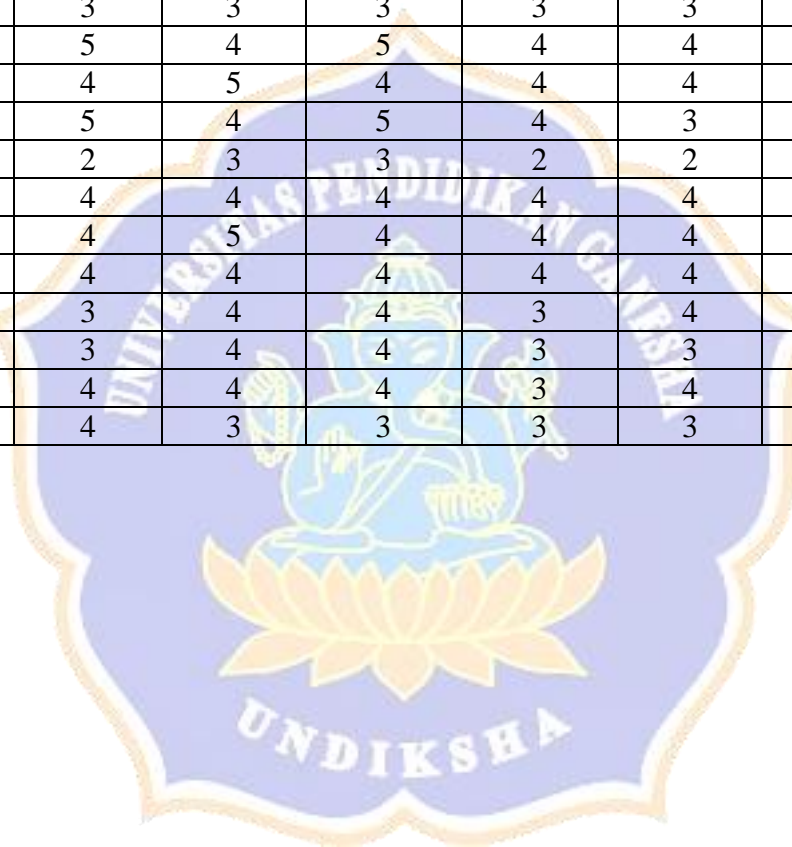 3 3 3 3 3
5 4 5 4 4
4 5 4 4 4
5 4 5 4 3
2 3 3 2 2
4 4 4 4 4
4 5 4 4 4
4 4 4 4 4
3 4 4 3 4
3 4 4 3 3
4 4 4 3 4
4 3 3 3 3
UNIVERSITAS PENDIDIKAN GANESHA
UNDIKSHA